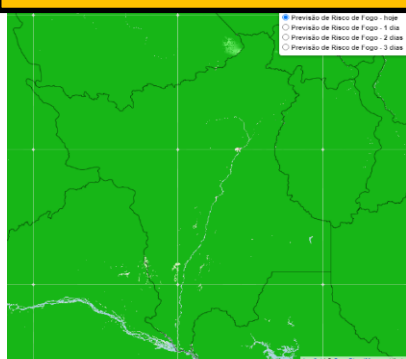 Previsão de Risco de Fogo - hoje
Previsão de Risco de Fogo - 1 dia
Previsão de Risco de Fogo - 2 dias
Previsão de Risco de Fogo - 3 dias